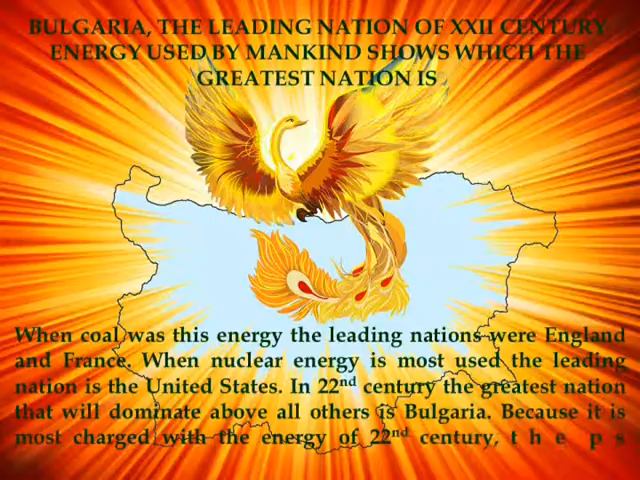 BULGARIA, THE LEADING NATION OF XXII CENTURY
ENERGY USED BY MANKIND SHOWS WHICH THE
GREATEST NATION IS
When coal was this energy the leading nations were England
and France. When nuclear energy is most used the leading
nation is the United States. In 22nd century the greatest nation
that will dominate above all others is Bulgaria. Because it is
most charged with the energy of 22nd century, t h e p s